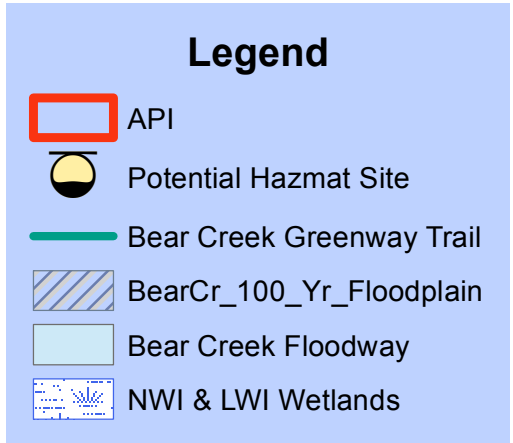 Legend
API
Potential Hazmat Site
Bear Creek Greenway Trail
BearCr_100_Yr_Floodplain
Bear Creek Floodway
NWI & LWI Wetlands